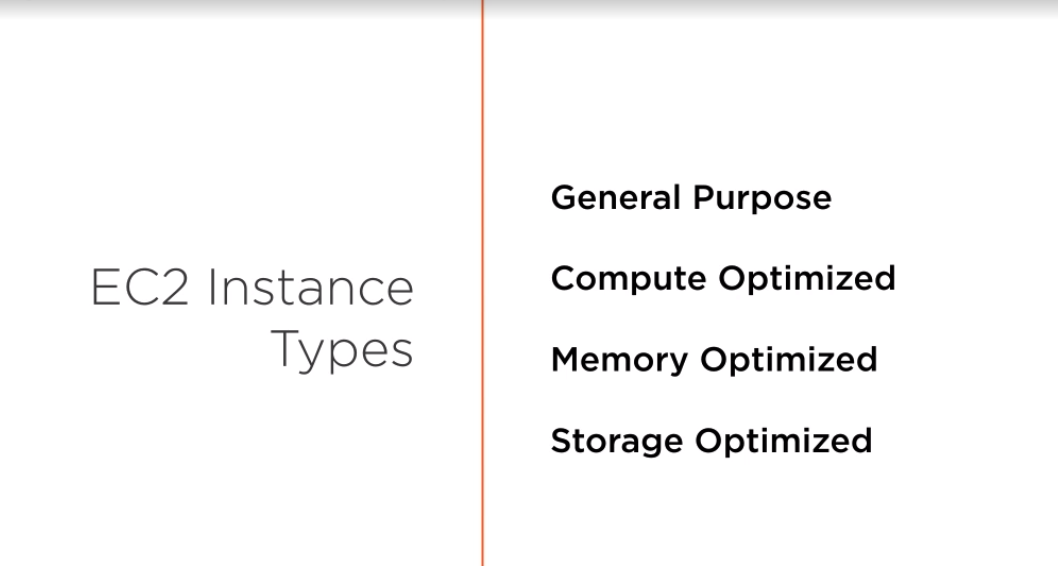 EC2 Instance
Types
General Purpose
Compute Optimized
Memory Optimized
Storage Optimized